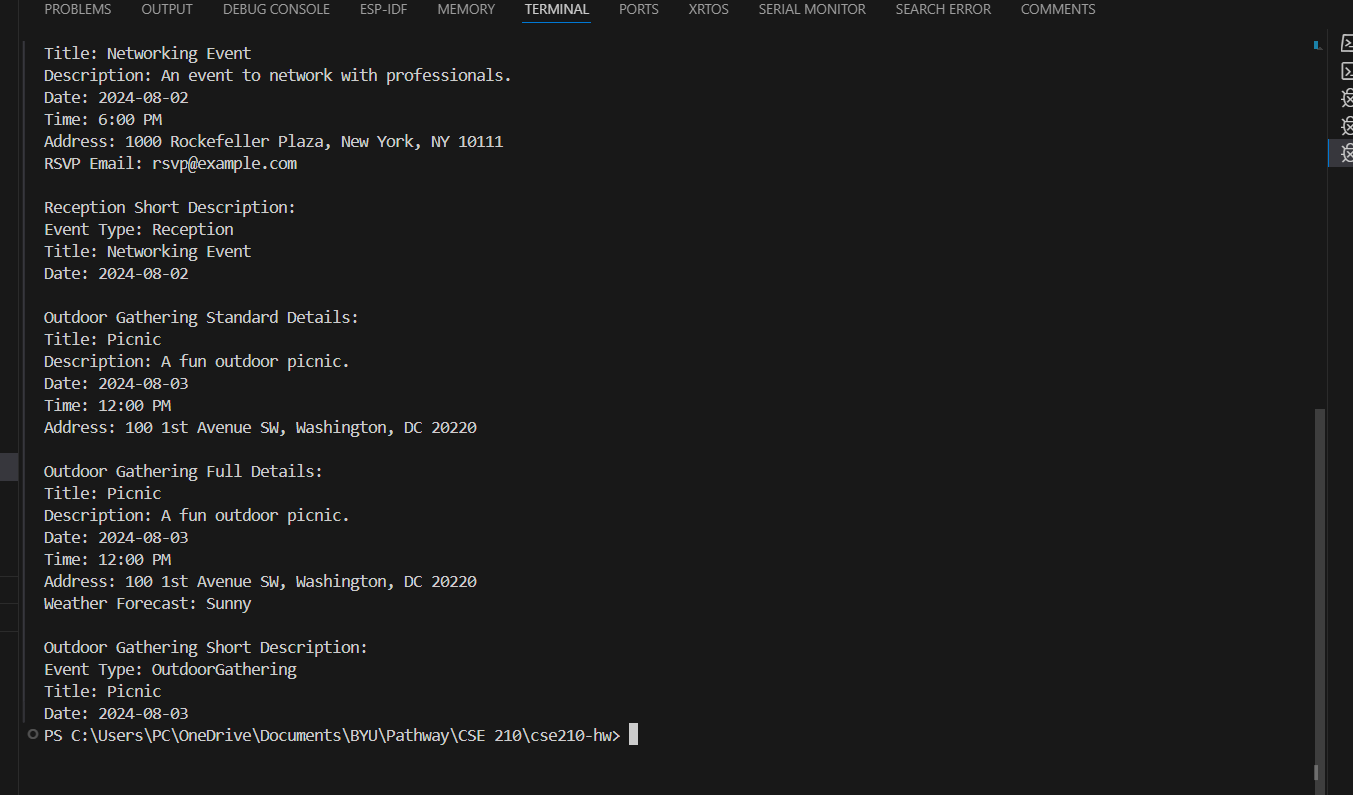 PROBLEMS OUTPUT DEBUG CONSOLE ESP-IDF MEMORY TERMINAL PORTS XRTOS SERIAL MONITOR SEARCH ERROR COMMENTS
Title: Networking Event
Description: An event to network with professionals.
Date: 2024-08-02
Time: 6:00 PM
Address: 1000 Rockefeller Plaza, New York, NY 10111
RSVP Email: rsvp@example.com
Reception Short Description:
Event Type: Reception
Title: Networking Event
Date: 2024-08-02
Outdoor Gathering Standard Details:
Title: Picnic
Description: A fun outdoor picnic.
Date: 2024-08-03
Time: 12:00 PM
Address: 100 1st Avenue SW, Washington, DC 20220
Outdoor Gathering Full Details:
Title: Picnic
Description: A fun outdoor picnic.
Date: 2024-08-03
Time: 12:00 PM
Address: 100 1st Avenue SW, Washington, DC 20220
Weather Forecast: Sunny
Outdoor Gathering Short Description:
Event Type: OutdoorGathering
Title: Picnic
Date: 2024-08-03
PS C:\Users\PC\OneDrive\Documents\BYU\Pathway\CSE 210\cse210-hw>